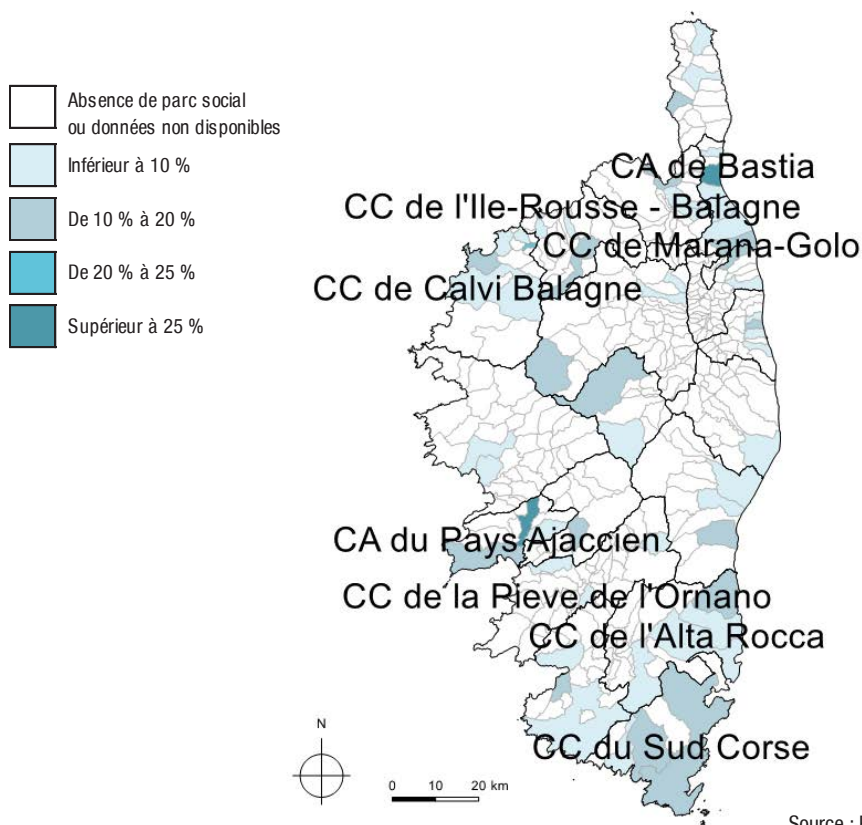 Absence de parc social
ou données non disponibles
Inférieur à 10 %
De 10 % à 20 %
De 20 % à 25 %
Supérieur à 25 %
CA de Bastia
CC de l'Ile-Rousse - Balagne
CC de Marana-Golo
CC de Calvi Balagne
CA du Pays Ajaccien
CC de la Pieve de l'Ornano
CC de l'Alta Rocca
CC du Sud Corse
N
0 10 20 km
Source :